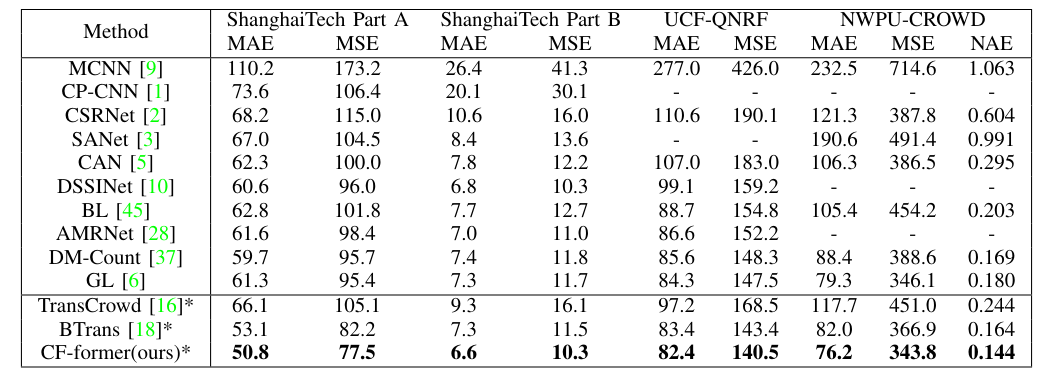 Method ShanghaiTech Part A ShanghaiTech Part B UCF-QNRF NWPU-CROWD
MAE MSE MAE MSE MAE MSE MAE MSE NAE
MCNN [9] 110.2 173.2 26.4 41.3 277.0 426.0 232.5 714.6 1.063
CP-CNN [1] 73.6 106.4 20.1 30.1 - - - - -
CSRNet [2] 68.2 115.0 10.6 16.0 110.6 190.1 121.3 387.8 0.604
SANet [3] 67.0 104.5 8.4 13.6 - - 190.6 491.4 0.991
CAN [5] 62.3 100.0 7.8 12.2 107.0 183.0 106.3 386.5 0.295
DSSINet [10] 60.6 96.0 6.8 10.3 99.1 159.2 - - -
BL [45] 62.8 101.8 7.7 12.7 88.7 154.8 105.4 454.2 0.203
AMRNet [28] 61.6 98.4 7.0 11.0 86.6 152.2 - - -
DM-Count [37] 59.7 95.7 7.4 11.8 85.6 148.3 88.4 388.6 0.169
GL [6] 61.3 95.4 7.3 11.7 84.3 147.5 79.3 346.1 0.180
TransCrowd [16]* 66.1 105.1 9.3 16.1 97.2 168.5 117.7 451.0 0.244
BTrans [18]* 53.1 82.2 7.3 11.5 83.4 143.4 82.0 366.9 0.164
CF-former(ours)* 50.8 77.5 6.6 10.3 82.4 140.5 76.2 343.8 0.144